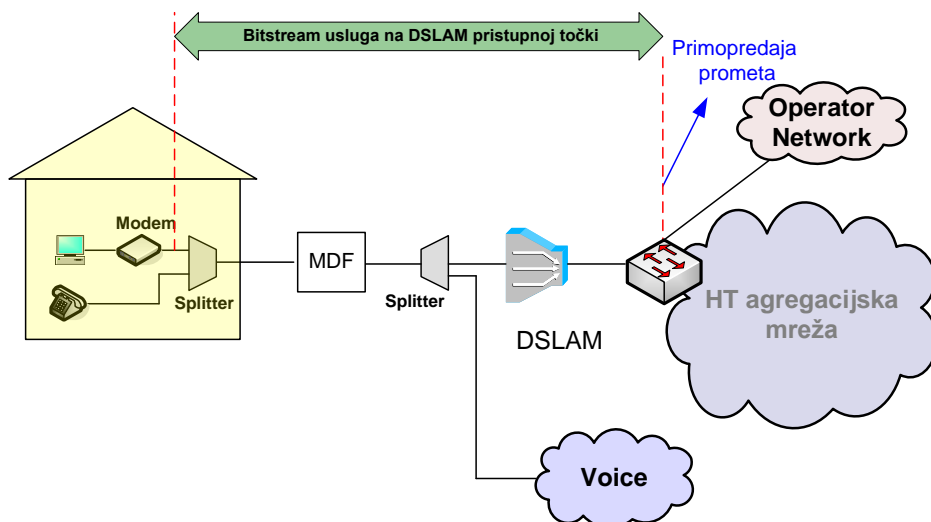 Bitstream usluga na DSLAM pristupnoj točki
Primopredaja
prometa
Operator
Network
Modem
Splitter
MDF
Splitter
DSLAM
HT agregacijska
mreža
Voice